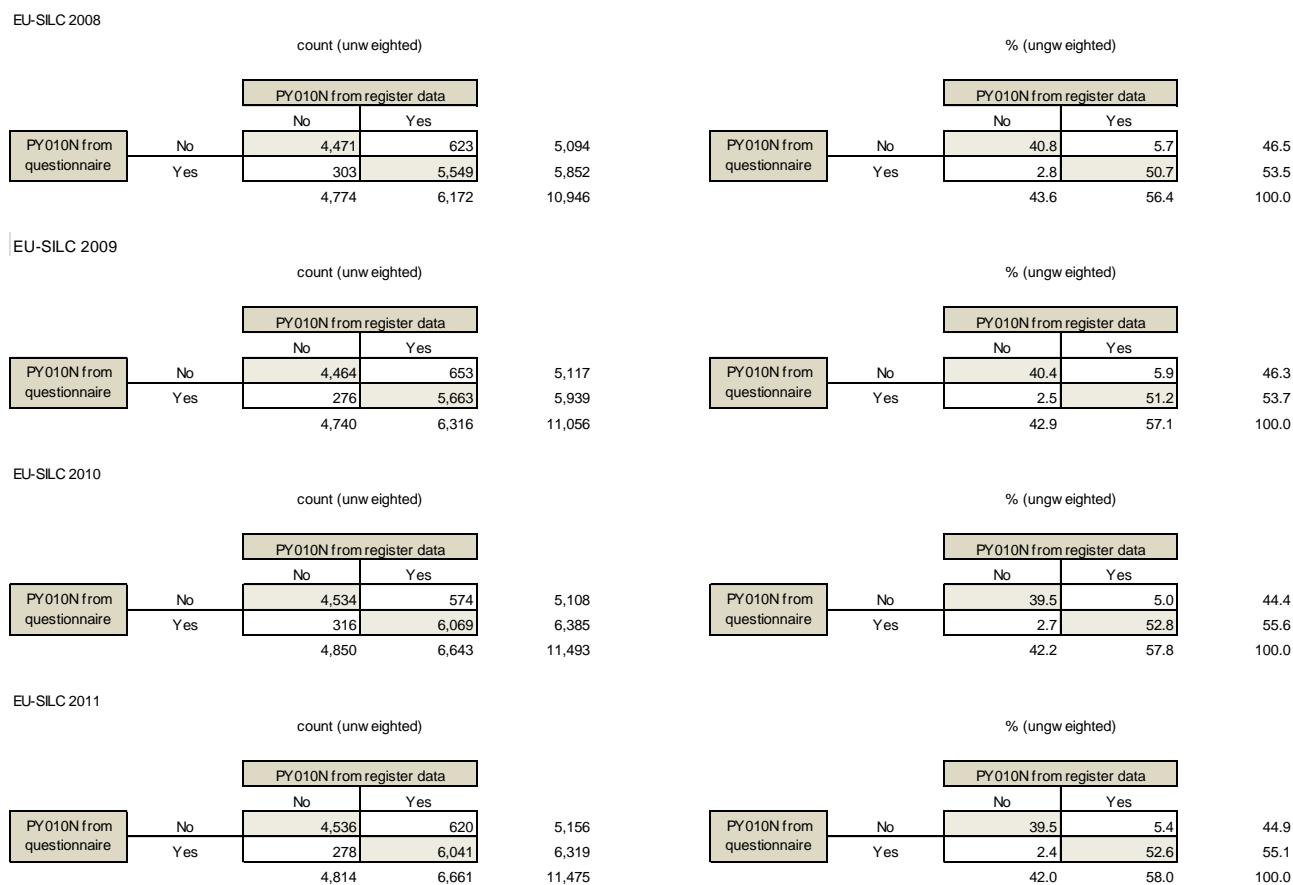 EU-SILC 2008
count (unweighted) % (ungweighted)
PY010N from register data PY010N from register data
No Yes No Yes
PY010N from questionnaire No 4,471 623 5,094 PY010N from questionnaire No 40.8 5.7 46.5
Yes 303 5,549 5,852 Yes 2.8 50.7 53.5
4,774 6,172 10,946 43.6 56.4 100.0
EU-SILC 2009
count (unweighted) % (ungweighted)
PY010N from register data PY010N from register data
No Yes No Yes
PY010N from questionnaire No 4,464 653 5,117 PY010N from questionnaire No 40.4 5.9 46.3
Yes 276 5,663 5,939 Yes 2.5 51.2 53.7
4,740 6,316 11,056 42.9 57.1 100.0
EU-SILC 2010
count (unweighted) % (ungweighted)
PY010N from register data PY010N from register data
No Yes No Yes
PY010N from questionnaire No 4,534 574 5,108 PY010N from questionnaire No 39.5 5.0 44.4
Yes 316 6,069 6,385 Yes 2.7 52.8 55.6
4,850 6,643 11,493 42.2 57.8 100.0
EU-SILC 2011
count (unweighted) % (ungweighted)
PY010N from register data PY010N from register data
No Yes No Yes
PY010N from questionnaire No 4,536 620 5,156 PY010N from questionnaire No 39.5 5.4 44.9
Yes 278 6,041 6,319 Yes 2.4 52.6 55.1
4,814 6,661 11,475 42.0 58.0 100.0